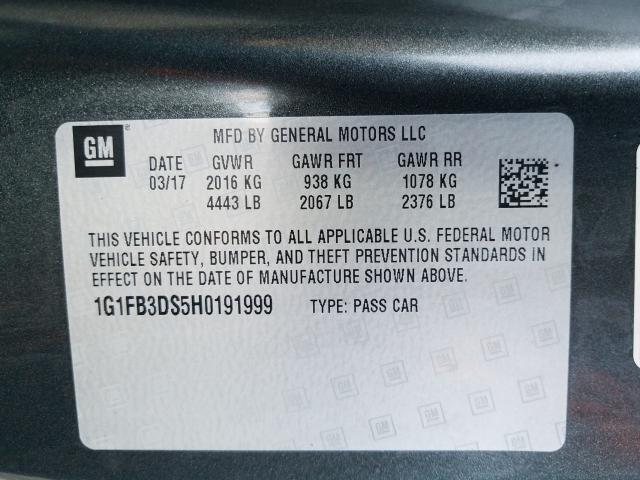 GM
MFD BY GENERAL MOTORS LLC
DATE GVWR GAWR FRT GAWR RR
03/17 2016 KG 938 KG 1078 KG
4443 LB 2067 LB 2376 LB
THIS VEHICLE CONFORMS TO ALL APPLICABLE U.S. FEDERAL MOTOR
VEHICLE SAFETY, BUMPER, AND THEFT PREVENTION STANDARDS IN
EFFECT ON THE DATE OF MANUFACTURE SHOWN ABOVE.
1G1FB3DS5H0191999 TYPE: PASS CAR